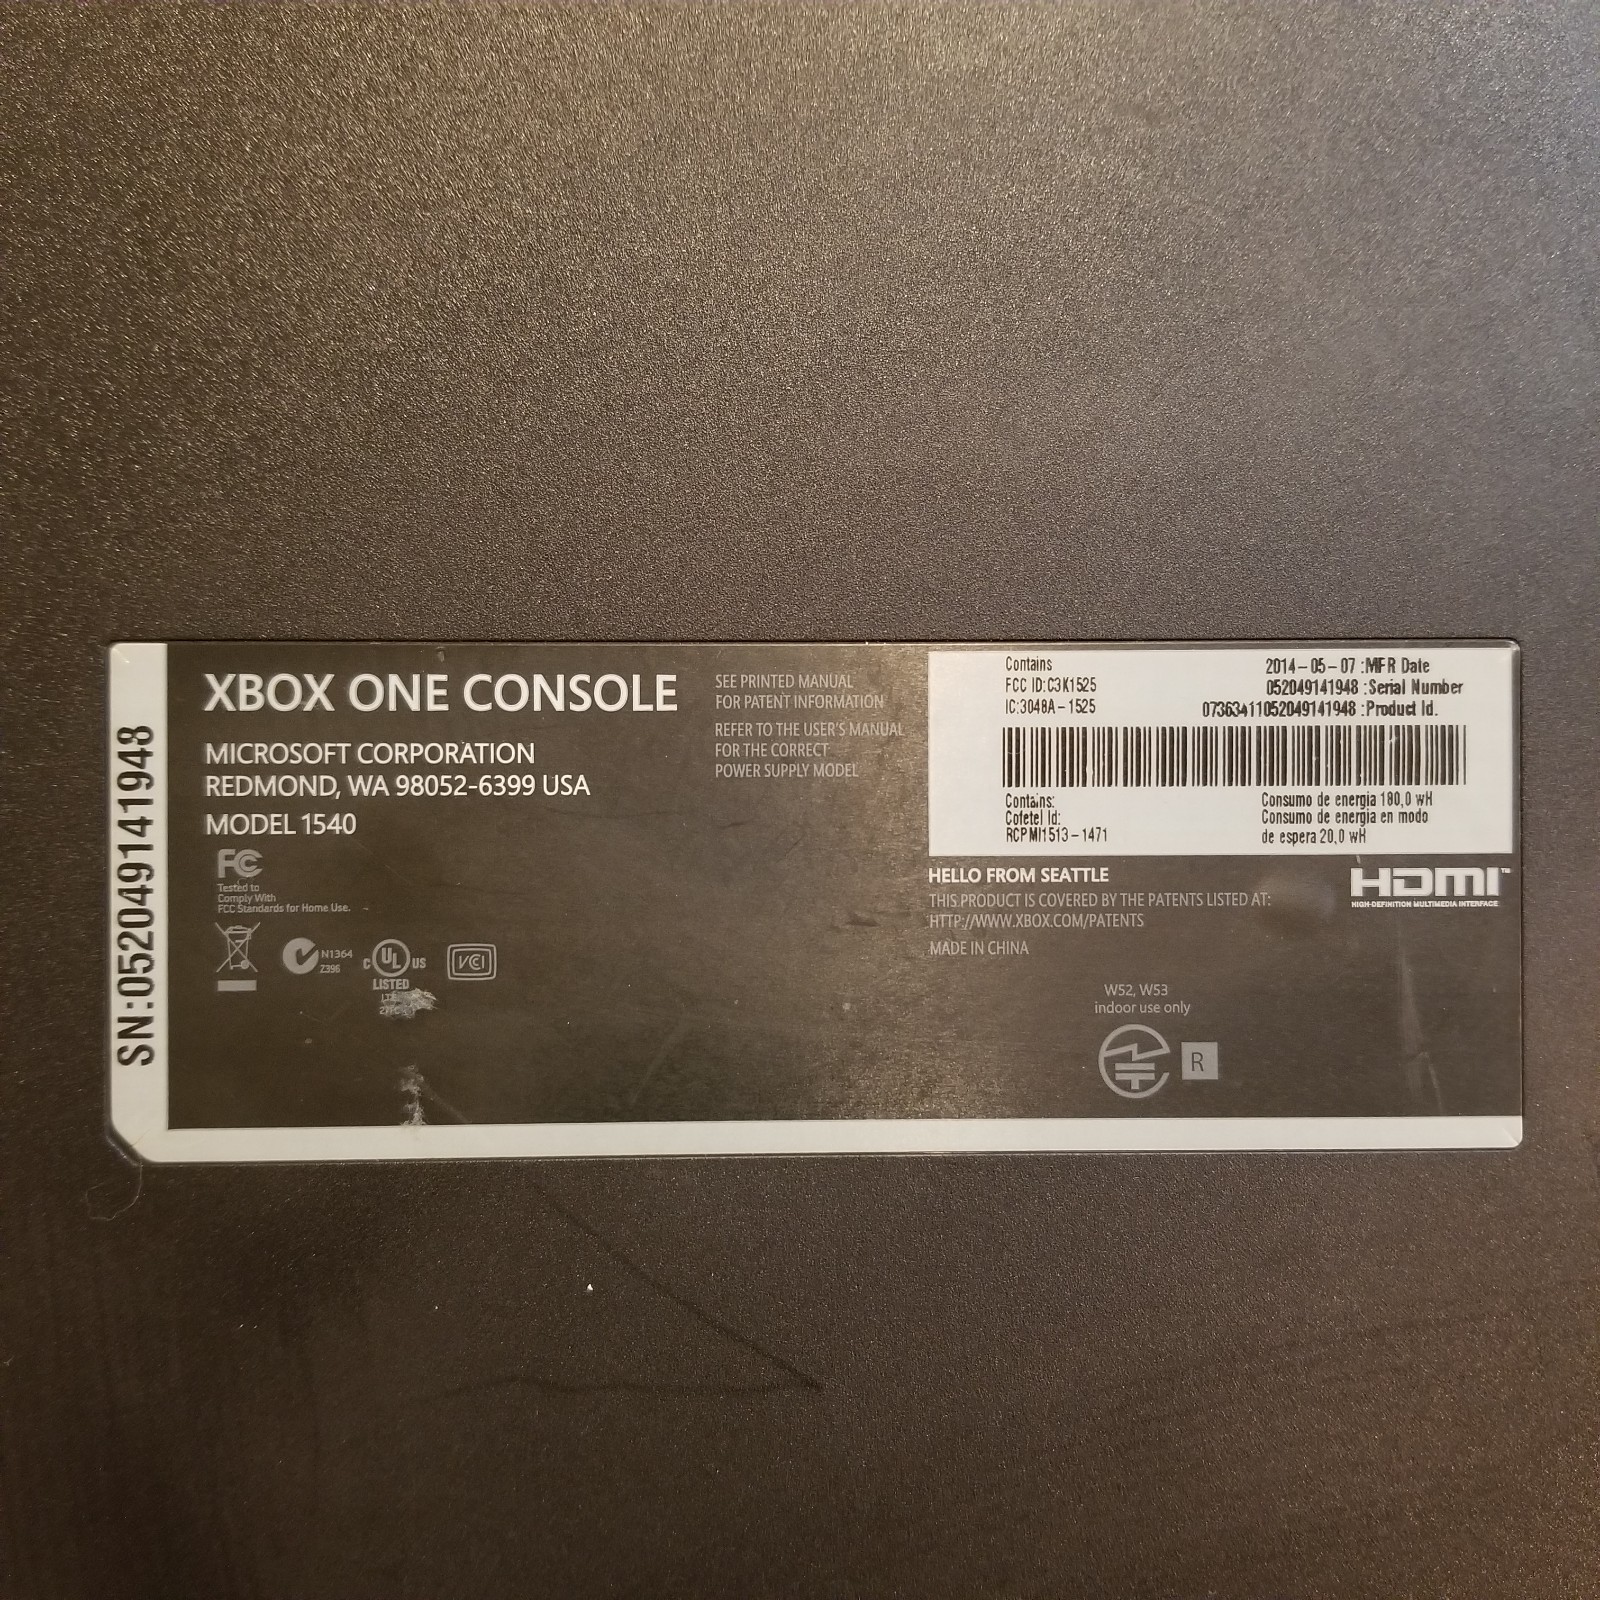 SN:052049141948
XBOX ONE CONSOLE
MICROSOFT CORPORATION
REDMOND, WA 98052-6399 USA
MODEL 1540
FC
Tested to
Comply With
FCC Standards for Home Use.
N1364
Z396
C UL US
LISTED
VCI
SEE PRINTED MANUAL
FOR PATENT INFORMATION
REFER TO THE USER'S MANUAL
FOR THE CORRECT
POWER SUPPLY MODEL
Contains
FCC ID:C3K1525
IC:3048A-1525
2014-05-07 :MFR Date
052049141948 :Serial Number
07363411052049141948 :Product Id.
Contains:
Cofetel Id:
RCPMI1513-1471
Consumo de energia 180,0 wH
Consumo de energia en modo
de espera 20,0 wH
HELLO FROM SEATTLE
THIS PRODUCT IS COVERED BY THE PATENTS LISTED AT:
HTTP://WWW.XBOX.COM/PATENTS
MADE IN CHINA
HDMI™
HIGH-DEFINITION MULTIMEDIA INTERFACE
W52, W53
indoor use only
R